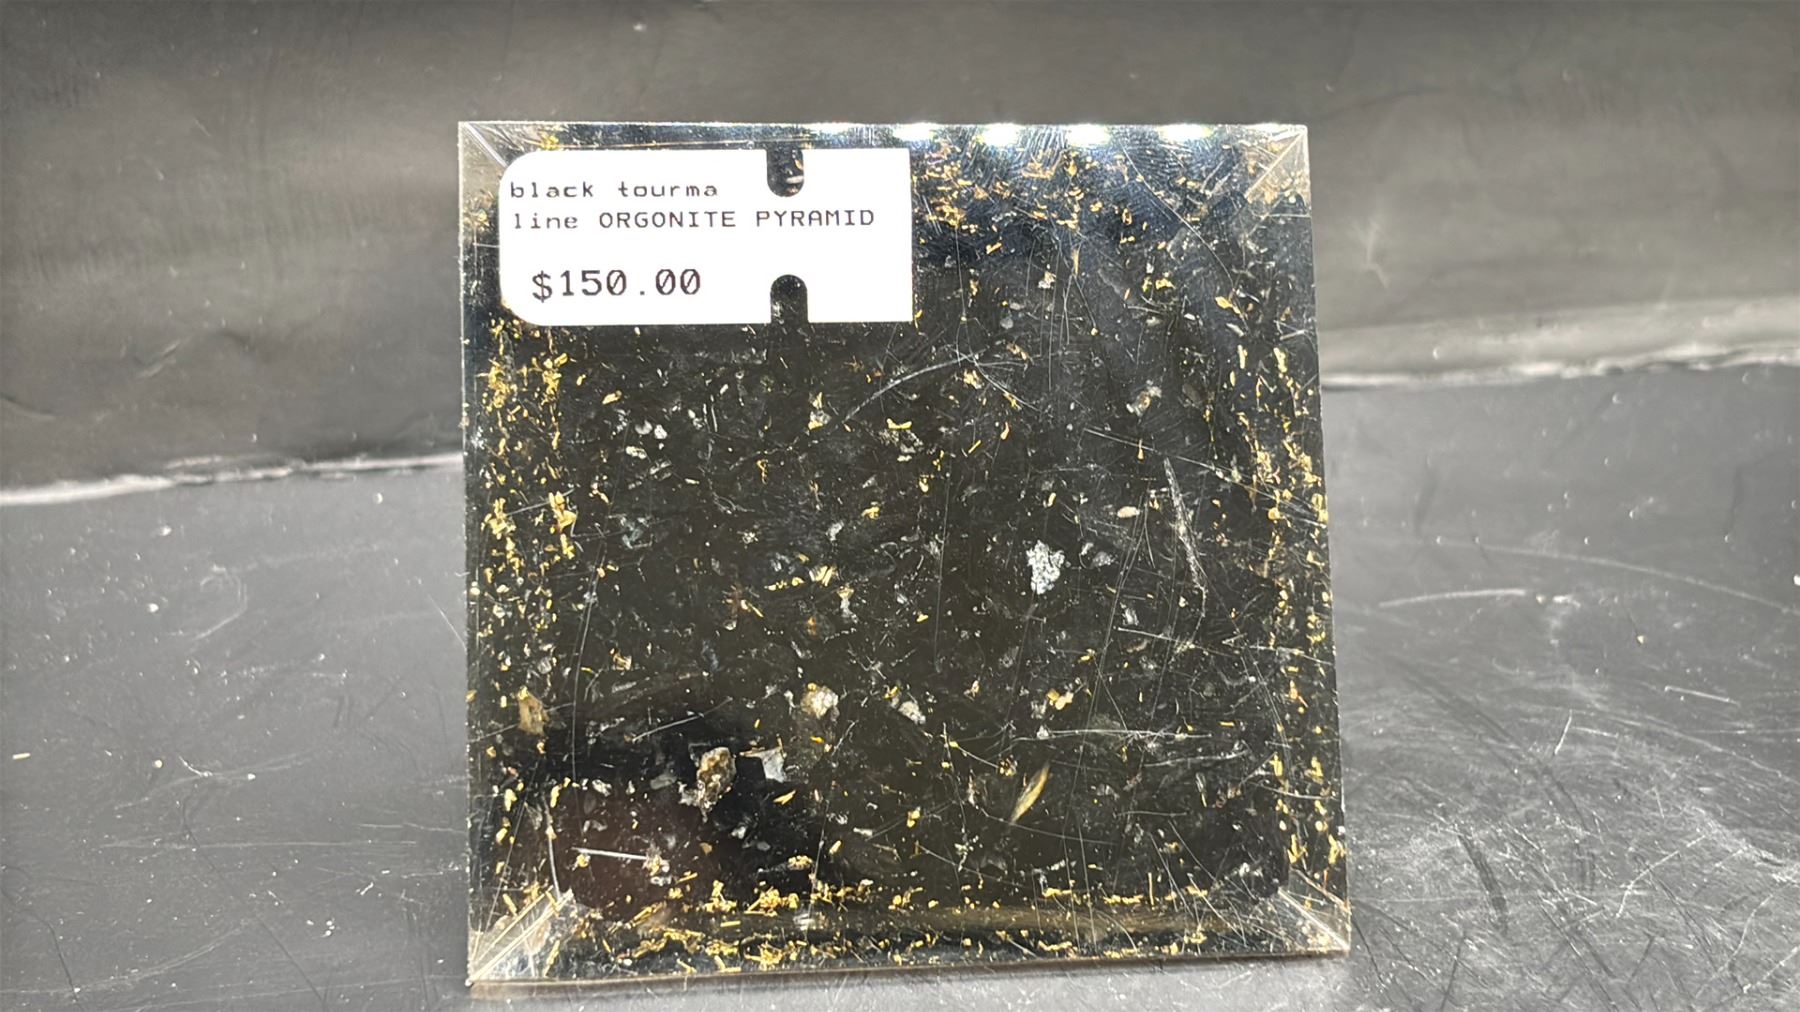 black tourma
line ORGONITE PYRAMID
$150.00